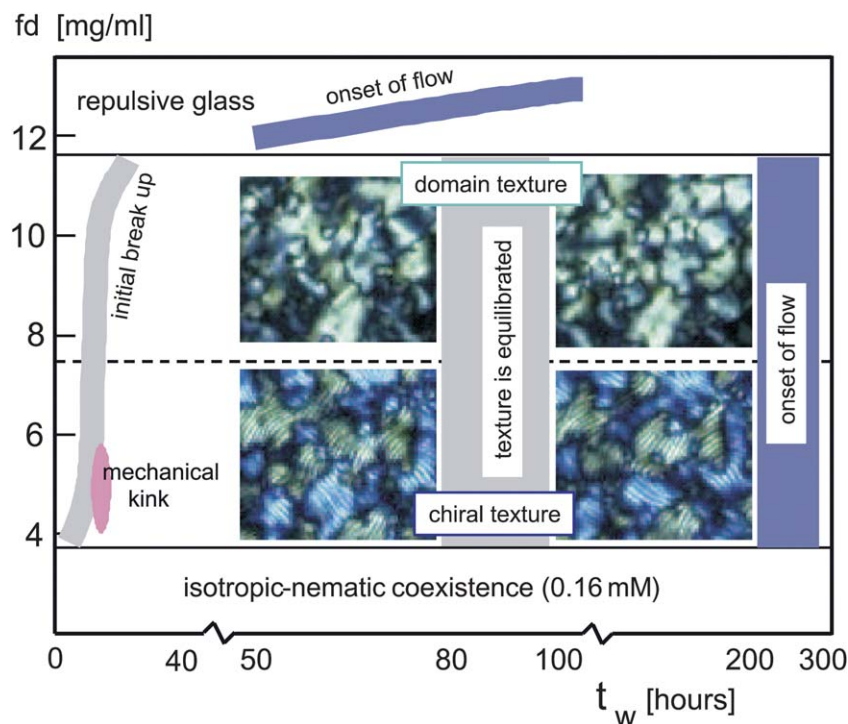 fd [mg/ml]
repulsive glass
onset of flow
12
10
8
6
4
initial break up
domain texture
texture is equilibrated
onset of flow
mechanical
kink
chiral texture
isotropic-nematic coexistence (0.16 mM)
0 40 50 80 100 200 300
t_w [hours]